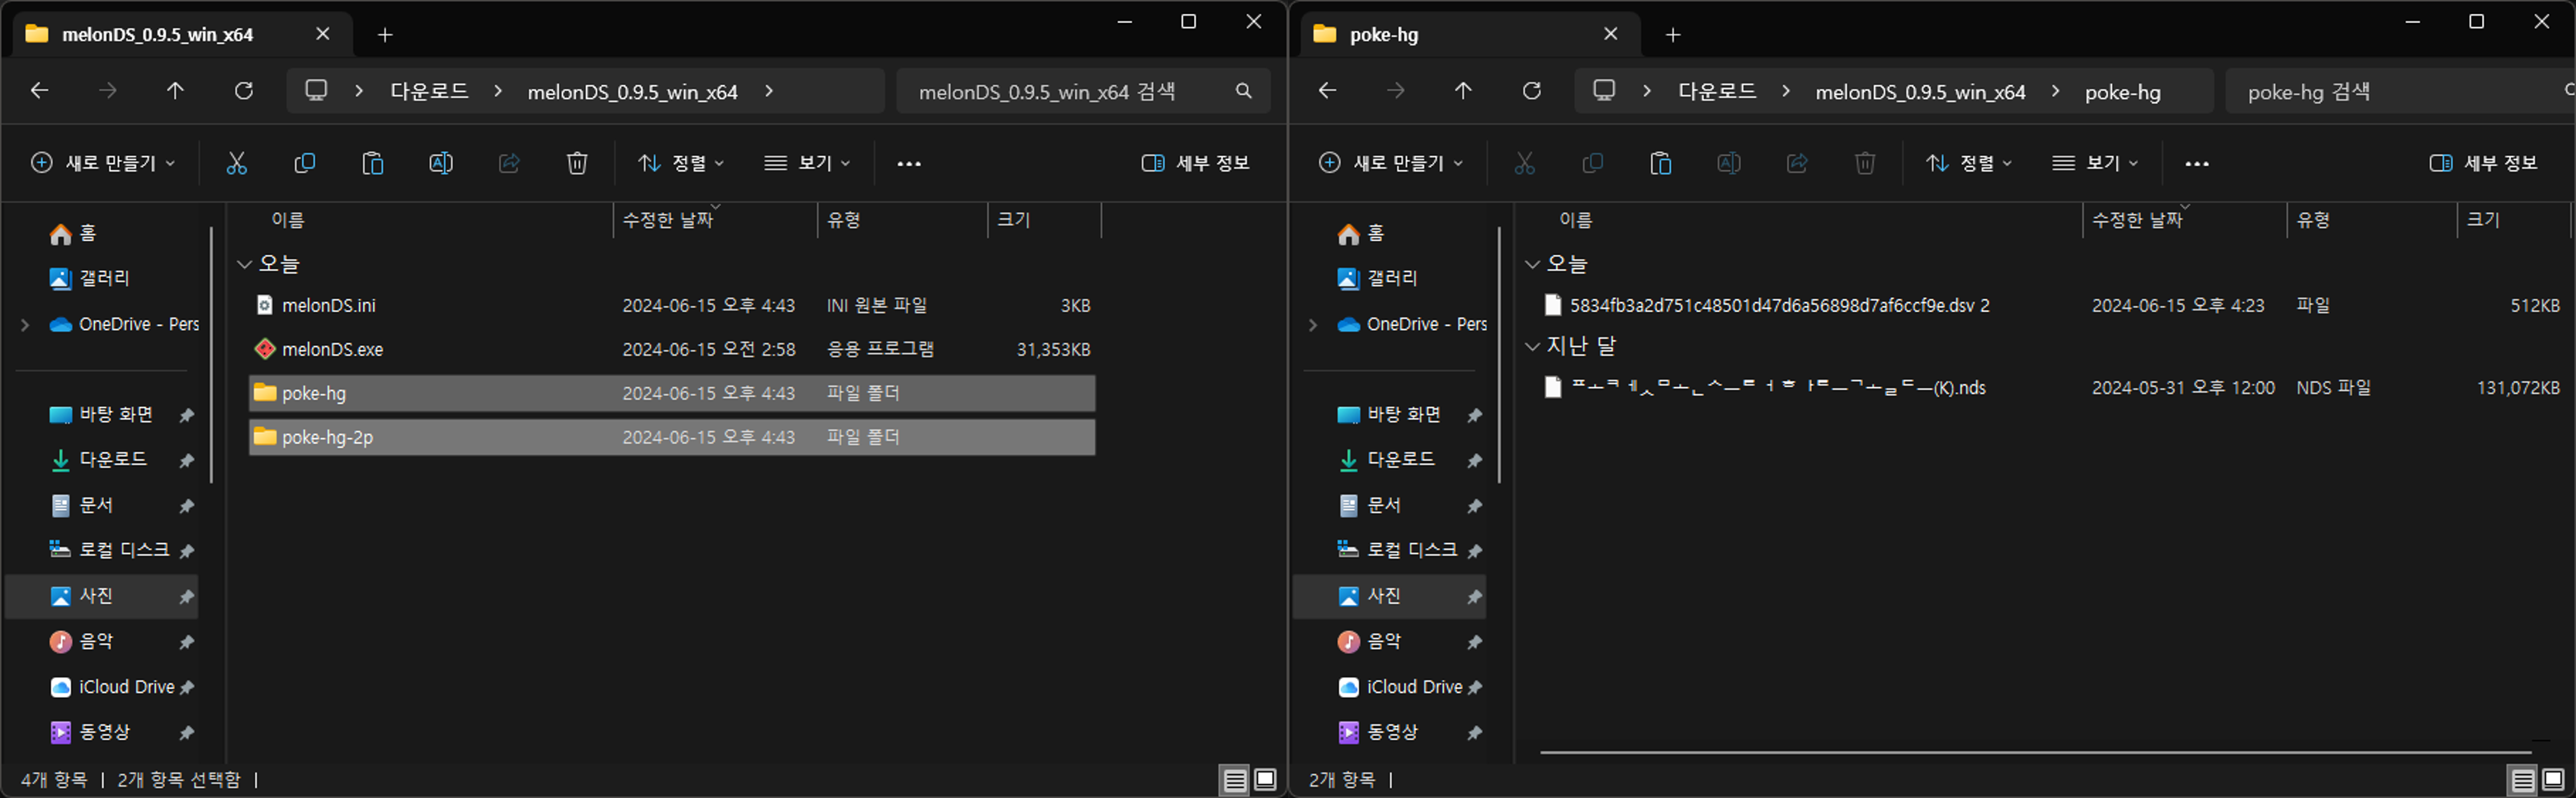 melonDS_0.9.5_win_x64
다운로드 > melonDS_0.9.5_win_x64 >
melonDS_0.9.5_win_x64 검색
새로 만들기
정렬
보기
세부 정보
홈
갤러리
OneDrive - Pers
바탕 화면
다운로드
문서
로컬 디스크
사진
음악
iCloud Drive
동영상
이름 수정한 날짜 유형 크기
오늘
melonDS.ini 2024-06-15 오후 4:43 INI 원본 파일 3KB
melonDS.exe 2024-06-15 오전 2:58 응용 프로그램 31,353KB
poke-hg 2024-06-15 오후 4:43 파일 폴더
poke-hg-2p 2024-06-15 오후 4:43 파일 폴더
4개 항목 | 2개 항목 선택함 |
poke-hg
다운로드 > melonDS_0.9.5_win_x64 > poke-hg
poke-hg 검색
새로 만들기
정렬
보기
세부 정보
홈
갤러리
OneDrive - Pers
바탕 화면
다운로드
문서
로컬 디스크
사진
음악
iCloud Drive
동영상
이름 수정한 날짜 유형 크기
오늘
5834fb3a2d751c48501d47d6a56898d7af6ccf9e.dsv 2 2024-06-15 오후 4:23 파일 512KB
지난 달
ㅍㅗㅋㅔㅅㅁㅗㄴㅅㅡㅌㅓㅎㅏㅌㅡㄱㅗㄹㄷㅡ(K).nds 2024-05-31 오후 12:00 NDS 파일 131,072KB
2개 항목 |